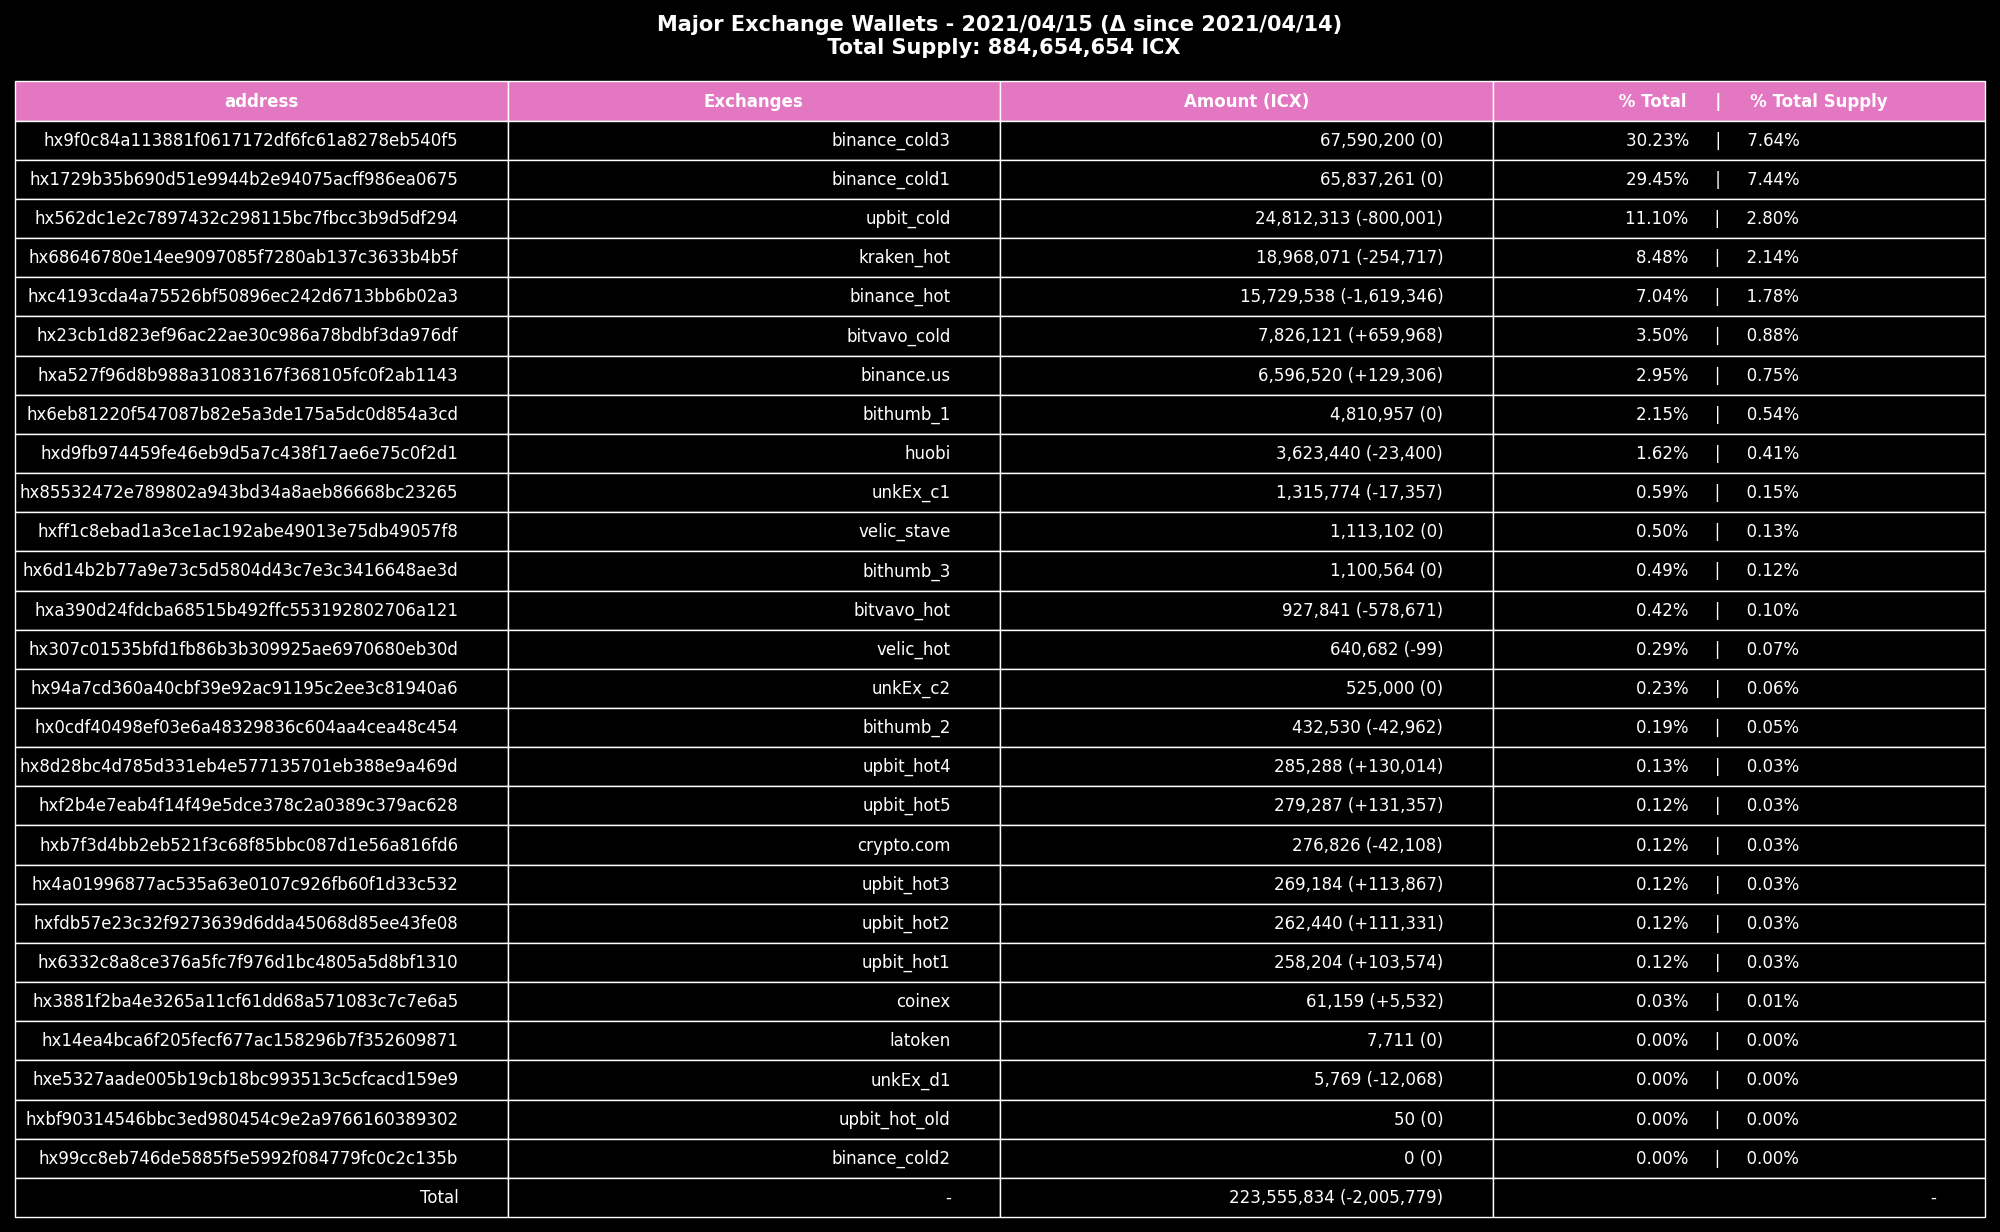 Major Exchange Wallets - 2021/04/15 (Δ since 2021/04/14)
Total Supply: 884,654,654 ICX
address Exchanges Amount (ICX) % Total | % Total Supply
hx9f0c84a113881f0617172df6fc61a8278eb540f5 binance_cold3 67,590,200 (0) 30.23% | 7.64%
hx1729b35b690d51e9944b2e94075acff986ea0675 binance_cold1 65,837,261 (0) 29.45% | 7.44%
hx562dc1e2c7897432c298115bc7fbcc3b9d5df294 upbit_cold 24,812,313 (-800,001) 11.10% | 2.80%
hx68646780e14ee9097085f7280ab137c3633b4b5f kraken_hot 18,968,071 (-254,717) 8.48% | 2.14%
hxc4193cda4a75526bf50896ec242d6713bb6b02a3 binance_hot 15,729,538 (-1,619,346) 7.04% | 1.78%
hx23cb1d823ef96ac22ae30c986a78bdbf3da976df bitvavo_cold 7,826,121 (+659,968) 3.50% | 0.88%
hxa527f96d8b988a31083167f368105fc0f2ab1143 binance.us 6,596,520 (+129,306) 2.95% | 0.75%
hx6eb81220f547087b82e5a3de175a5dc0d854a3cd bithumb_1 4,810,957 (0) 2.15% | 0.54%
hxd9fb974459fe46eb9d5a7c438f17ae6e75c0f2d1 huobi 3,623,440 (-23,400) 1.62% | 0.41%
hx85532472e789802a943bd34a8aeb86668bc23265 unkEx_c1 1,315,774 (-17,357) 0.59% | 0.15%
hxff1c8ebad1a3ce1ac192abe49013e75db49057f8 velic_stave 1,113,102 (0) 0.50% | 0.13%
hx6d14b2b77a9e73c5d5804d43c7e3c3416648ae3d bithumb_3 1,100,564 (0) 0.49% | 0.12%
hxa390d24fdcba68515b492ffc553192802706a121 bitvavo_hot 927,841 (-578,671) 0.42% | 0.10%
hx307c01535bfd1fb86b3b309925ae6970680eb30d velic_hot 640,682 (-99) 0.29% | 0.07%
hx94a7cd360a40cbf39e92ac91195c2ee3c81940a6 unkEx_c2 525,000 (0) 0.23% | 0.06%
hx0cdf40498ef03e6a48329836c604aa4cea48c454 bithumb_2 432,530 (-42,962) 0.19% | 0.05%
hx8d28bc4d785d331eb4e577135701eb388e9a469d upbit_hot4 285,288 (+130,014) 0.13% | 0.03%
hxf2b4e7eab4f14f49e5dce378c2a0389c379ac628 upbit_hot5 279,287 (+131,357) 0.12% | 0.03%
hxb7f3d4bb2eb521f3c68f85bbc087d1e56a816fd6 crypto.com 276,826 (-42,108) 0.12% | 0.03%
hx4a01996877ac535a63e0107c926fb60f1d33c532 upbit_hot3 269,184 (+113,867) 0.12% | 0.03%
hxfdb57e23c32f9273639d6dda45068d85ee43fe08 upbit_hot2 262,440 (+111,331) 0.12% | 0.03%
hx6332c8a8ce376a5fc7f976d1bc4805a5d8bf1310 upbit_hot1 258,204 (+103,574) 0.12% | 0.03%
hx3881f2ba4e3265a11cf61dd68a571083c7c7e6a5 coinex 61,159 (+5,532) 0.03% | 0.01%
hx14ea4bca6f205fecf677ac158296b7f352609871 latoken 7,711 (0) 0.00% | 0.00%
hxe5327aade005b19cb18bc993513c5cfcacd159e9 unkEx_d1 5,769 (-12,068) 0.00% | 0.00%
hxbf90314546bbc3ed980454c9e2a9766160389302 upbit_hot_old 50 (0) 0.00% | 0.00%
hx99cc8eb746de5885f5e5992f084779fc0c2c135b binance_cold2 0 (0) 0.00% | 0.00%
Total - 223,555,834 (-2,005,779) -